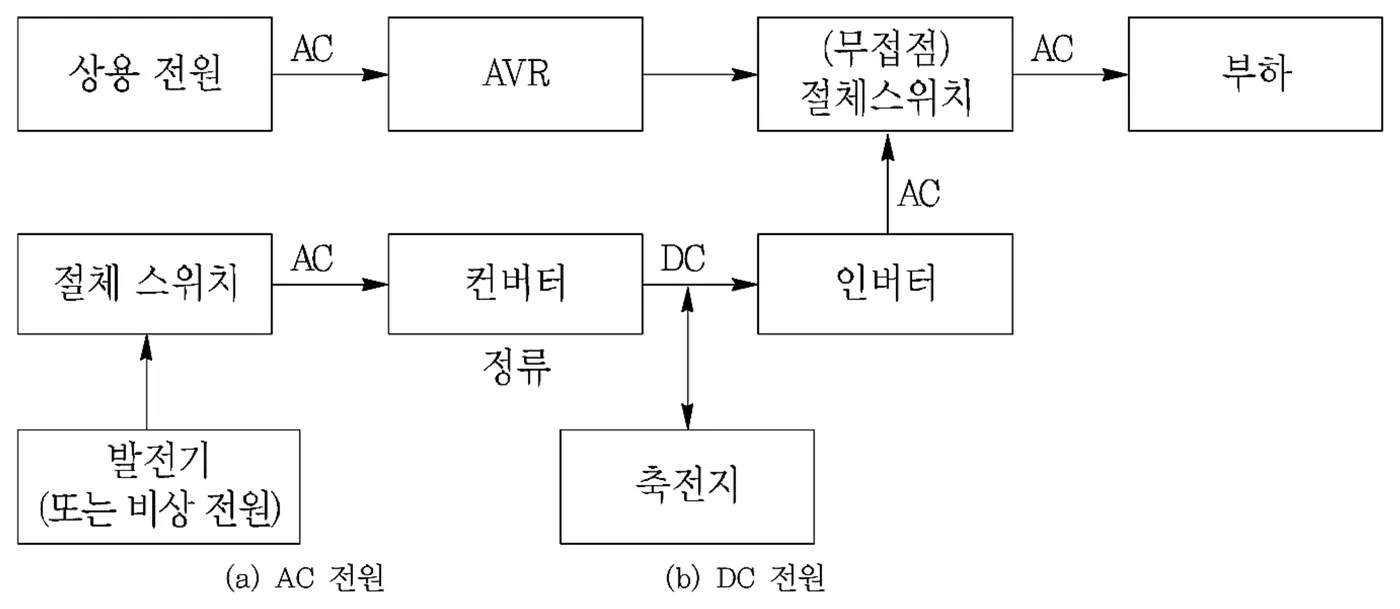 상용 전원
AC
AVR
(무접점)
절체스위치
AC
부하
AC
절체 스위치
AC
컨버터
DC
인버터
정류
발전기
(또는 비상 전원)
축전지
(a) AC 전원
(b) DC 전원